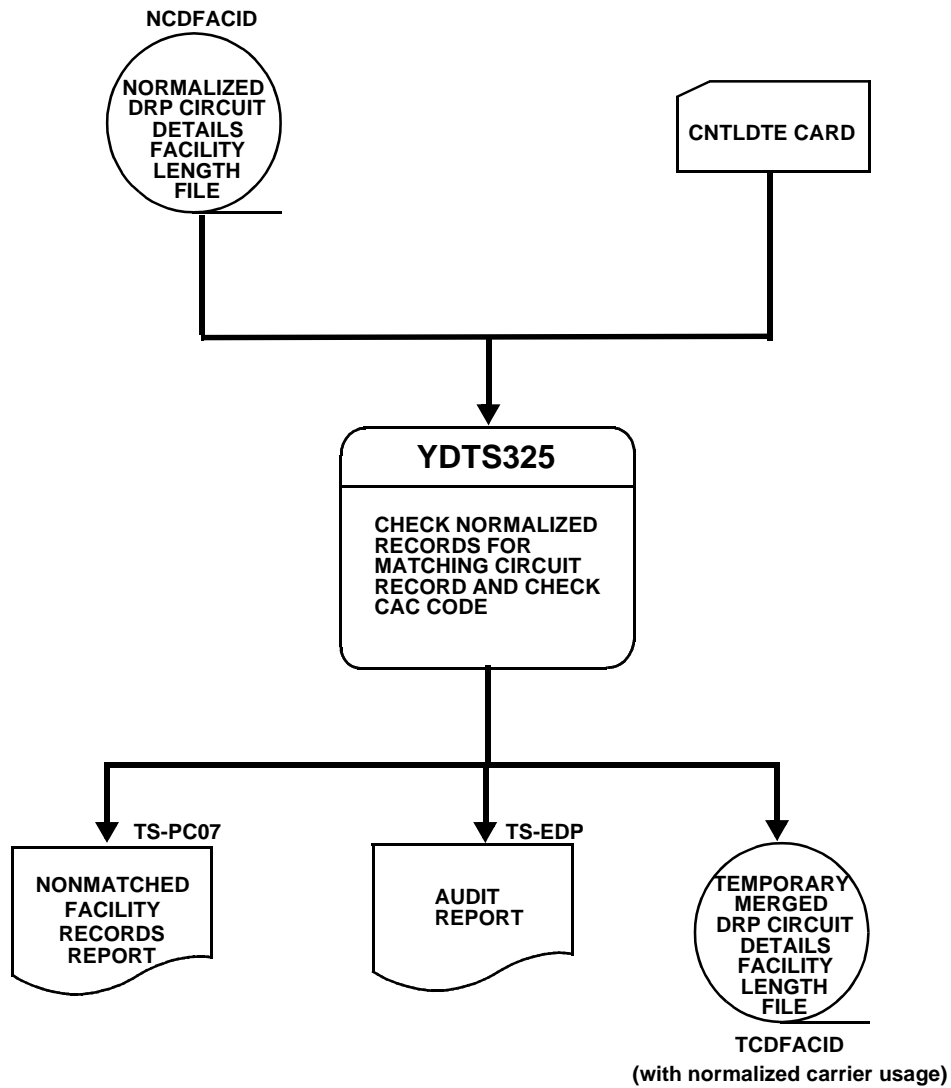 NCDFACID
NORMALIZED
DRP CIRCUIT
DETAILS
FACILITY
LENGTH
FILE
CNTLDTE CARD
YDTS325
CHECK NORMALIZED
RECORDS FOR
MATCHING CIRCUIT
RECORD AND CHECK
CAC CODE
TS-PC07
NONMATCHED
FACILITY
RECORDS
REPORT
TS-EDP
AUDIT
REPORT
TEMPORARY
MERGED
DRP CIRCUIT
DETAILS
FACILITY
LENGTH
FILE
TCDFACID
(with normalized carrier usage)